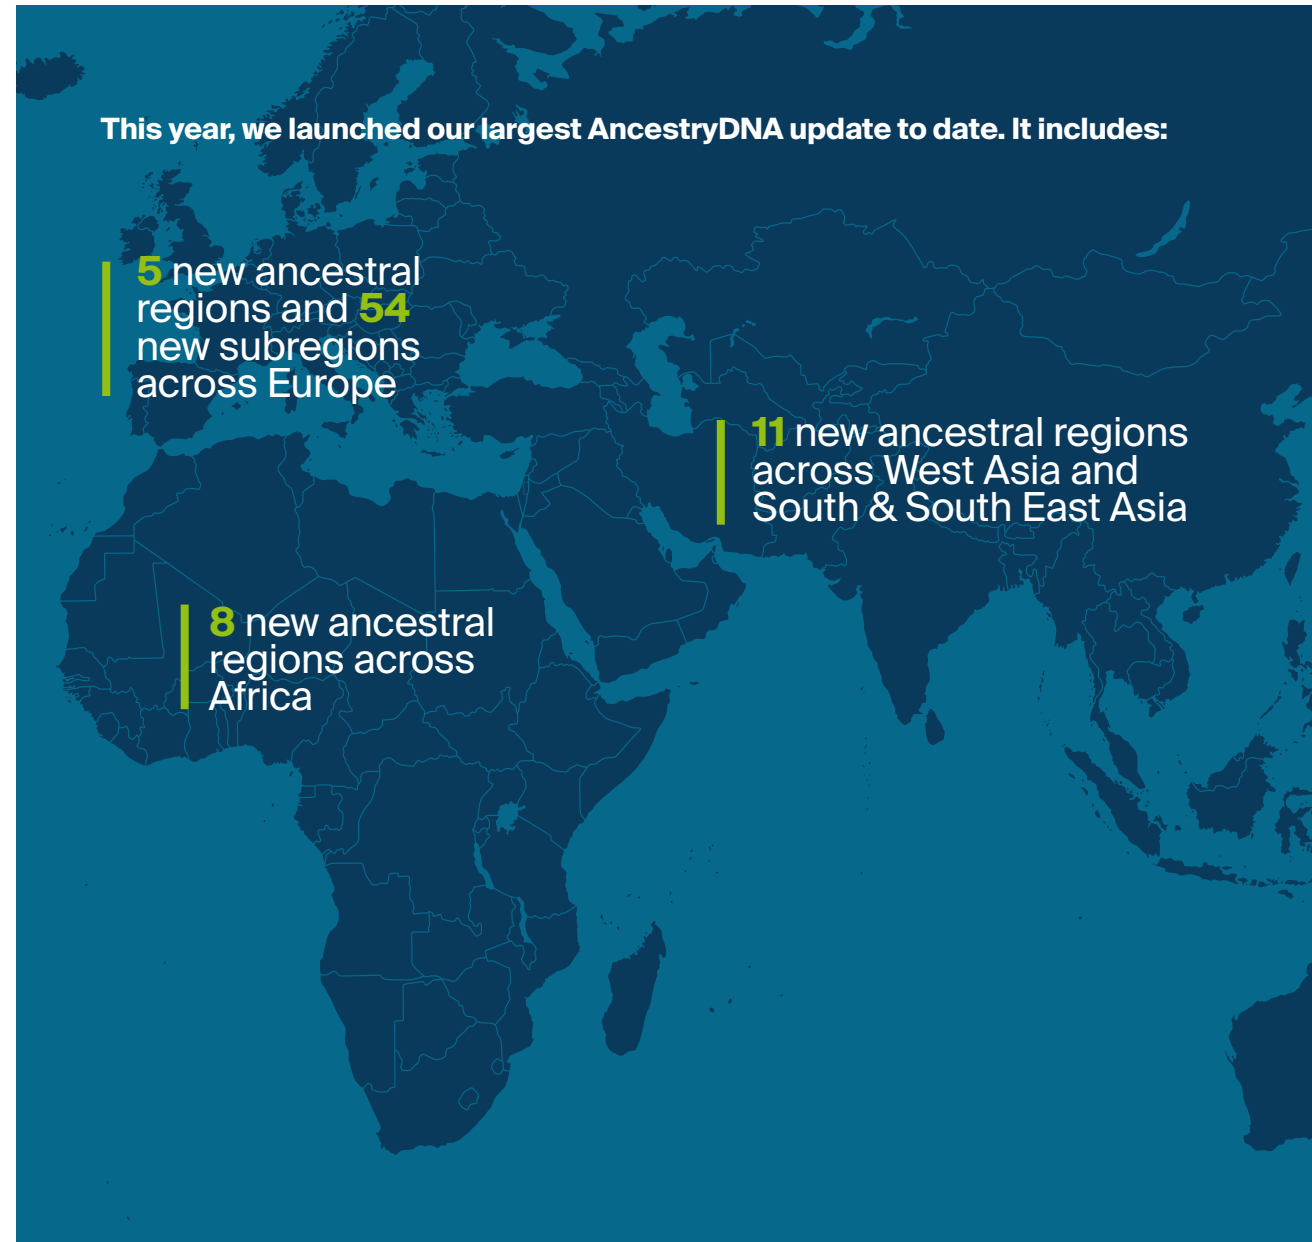 This year, we launched our largest AncestryDNA update to date. It includes:
5 new ancestral
regions and 54
new subregions
across Europe
11 new ancestral regions
across West Asia and
South & South East Asia
8 new ancestral
regions across
Africa